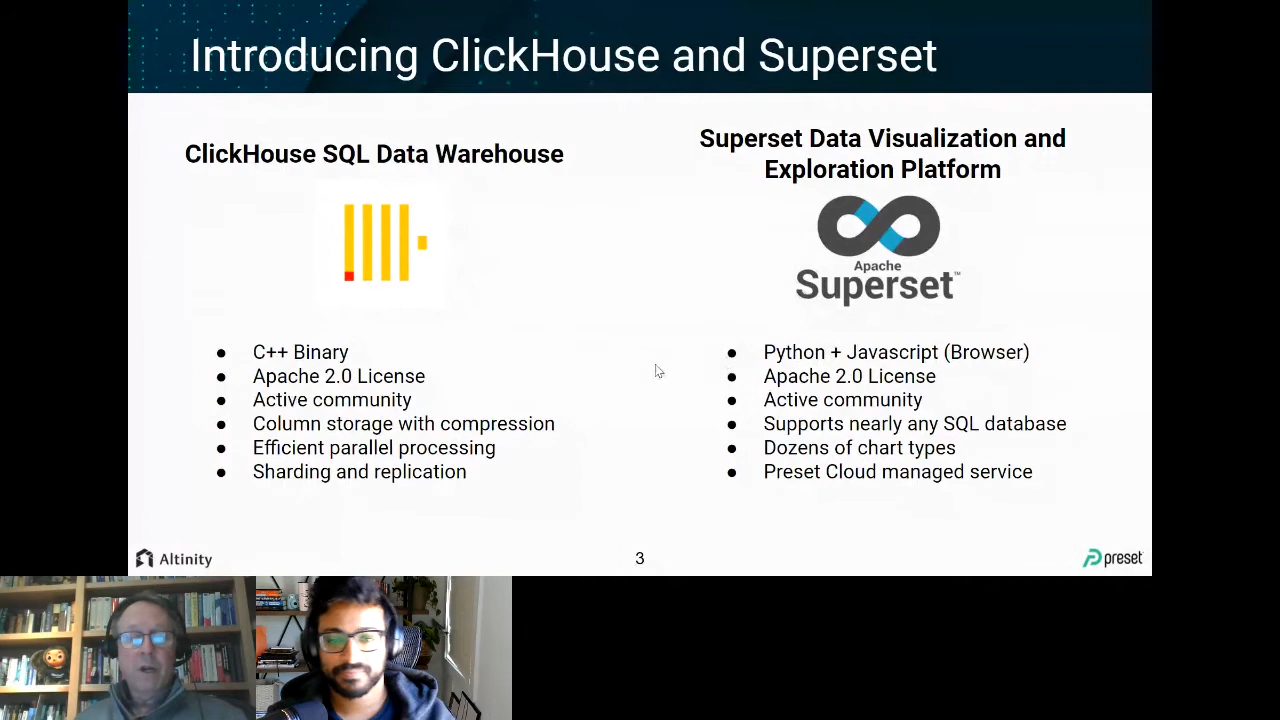 Introducing ClickHouse and Superset
ClickHouse SQL Data Warehouse
C++ Binary
Apache 2.0 License
Active community
Column storage with compression
Efficient parallel processing
Sharding and replication
Superset Data Visualization and
Exploration Platform
Apache
Superset™
Python + Javascript (Browser)
Apache 2.0 License
Active community
Supports nearly any SQL database
Dozens of chart types
Preset Cloud managed service
Altinity
3
preset